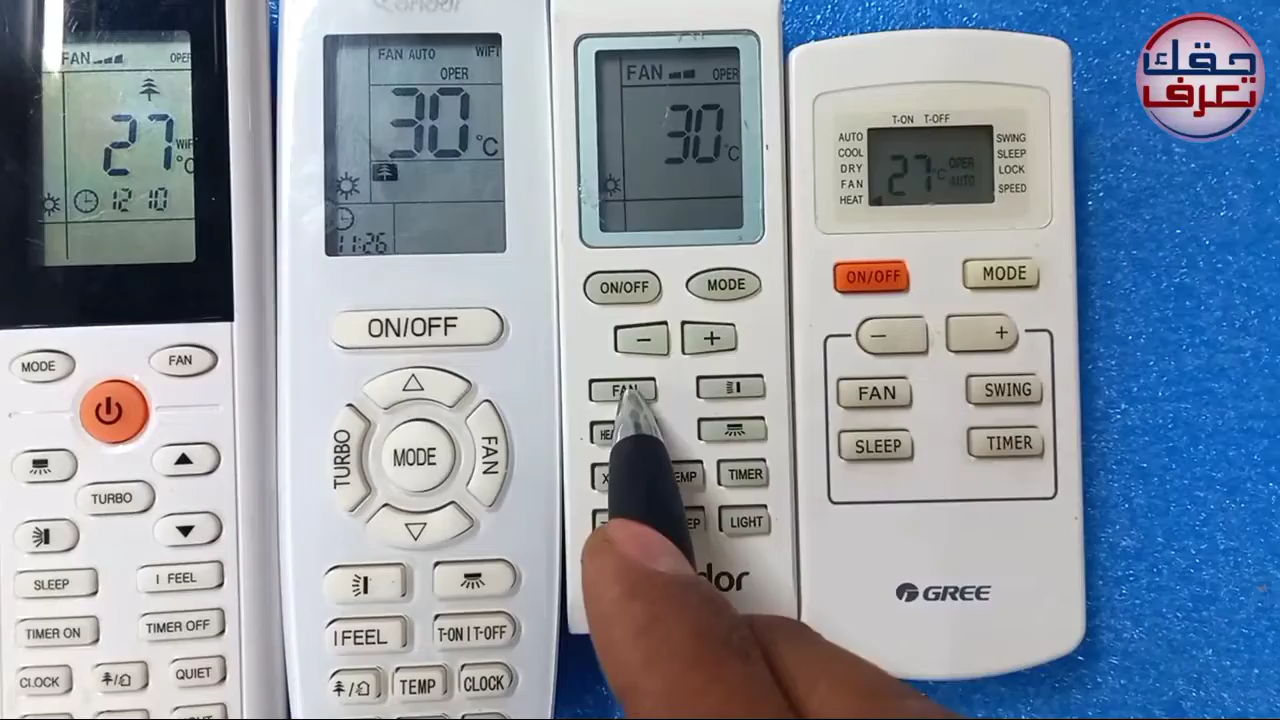 FAN OPER
27 °C WiFi
12 10
MODE FAN
TURBO
SLEEP I FEEL
TIMER ON TIMER OFF
CLOCK QUIET
Condor
FAN AUTO WIFI
OPER
30 °C
11:26
ON/OFF
TURBO MODE FAN
I FEEL T-ON | T-OFF
TEMP CLOCK
FAN OPER
30 °C
ON/OFF MODE
− +
FAN
TIMER
LIGHT
T-ON T-OFF
AUTO SWING
COOL SLEEP
DRY LOCK
FAN SPEED
HEAT
27 °C OPER
AUTO
ON/OFF MODE
− +
FAN SWING
SLEEP TIMER
GREE
حقك
تعرف